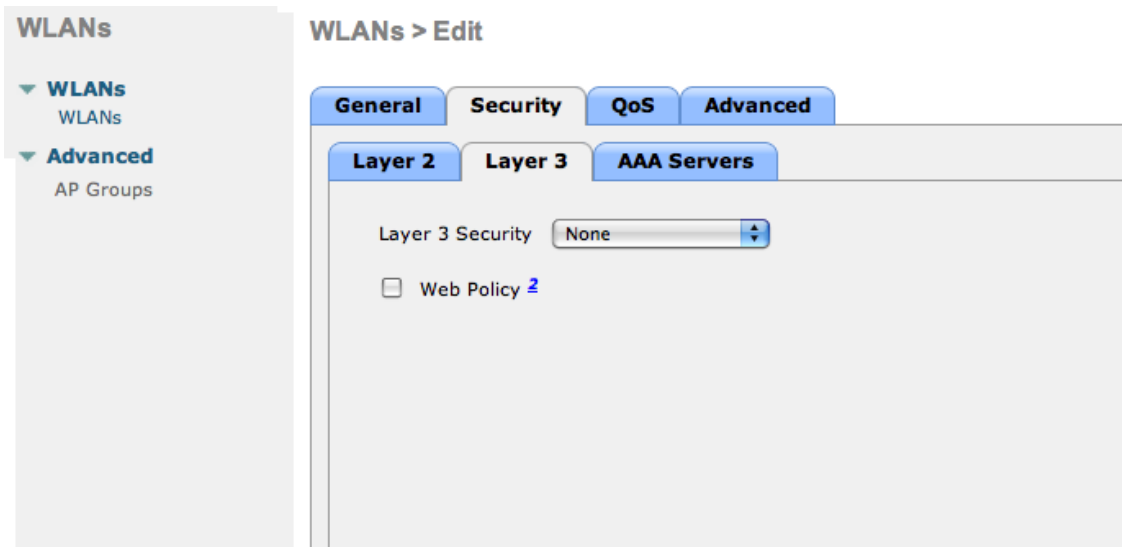 WLANs
WLANs
WLANs
Advanced
AP Groups
WLANs > Edit
General Security QoS Advanced
Layer 2 Layer 3 AAA Servers
Layer 3 Security None
Web Policy 2